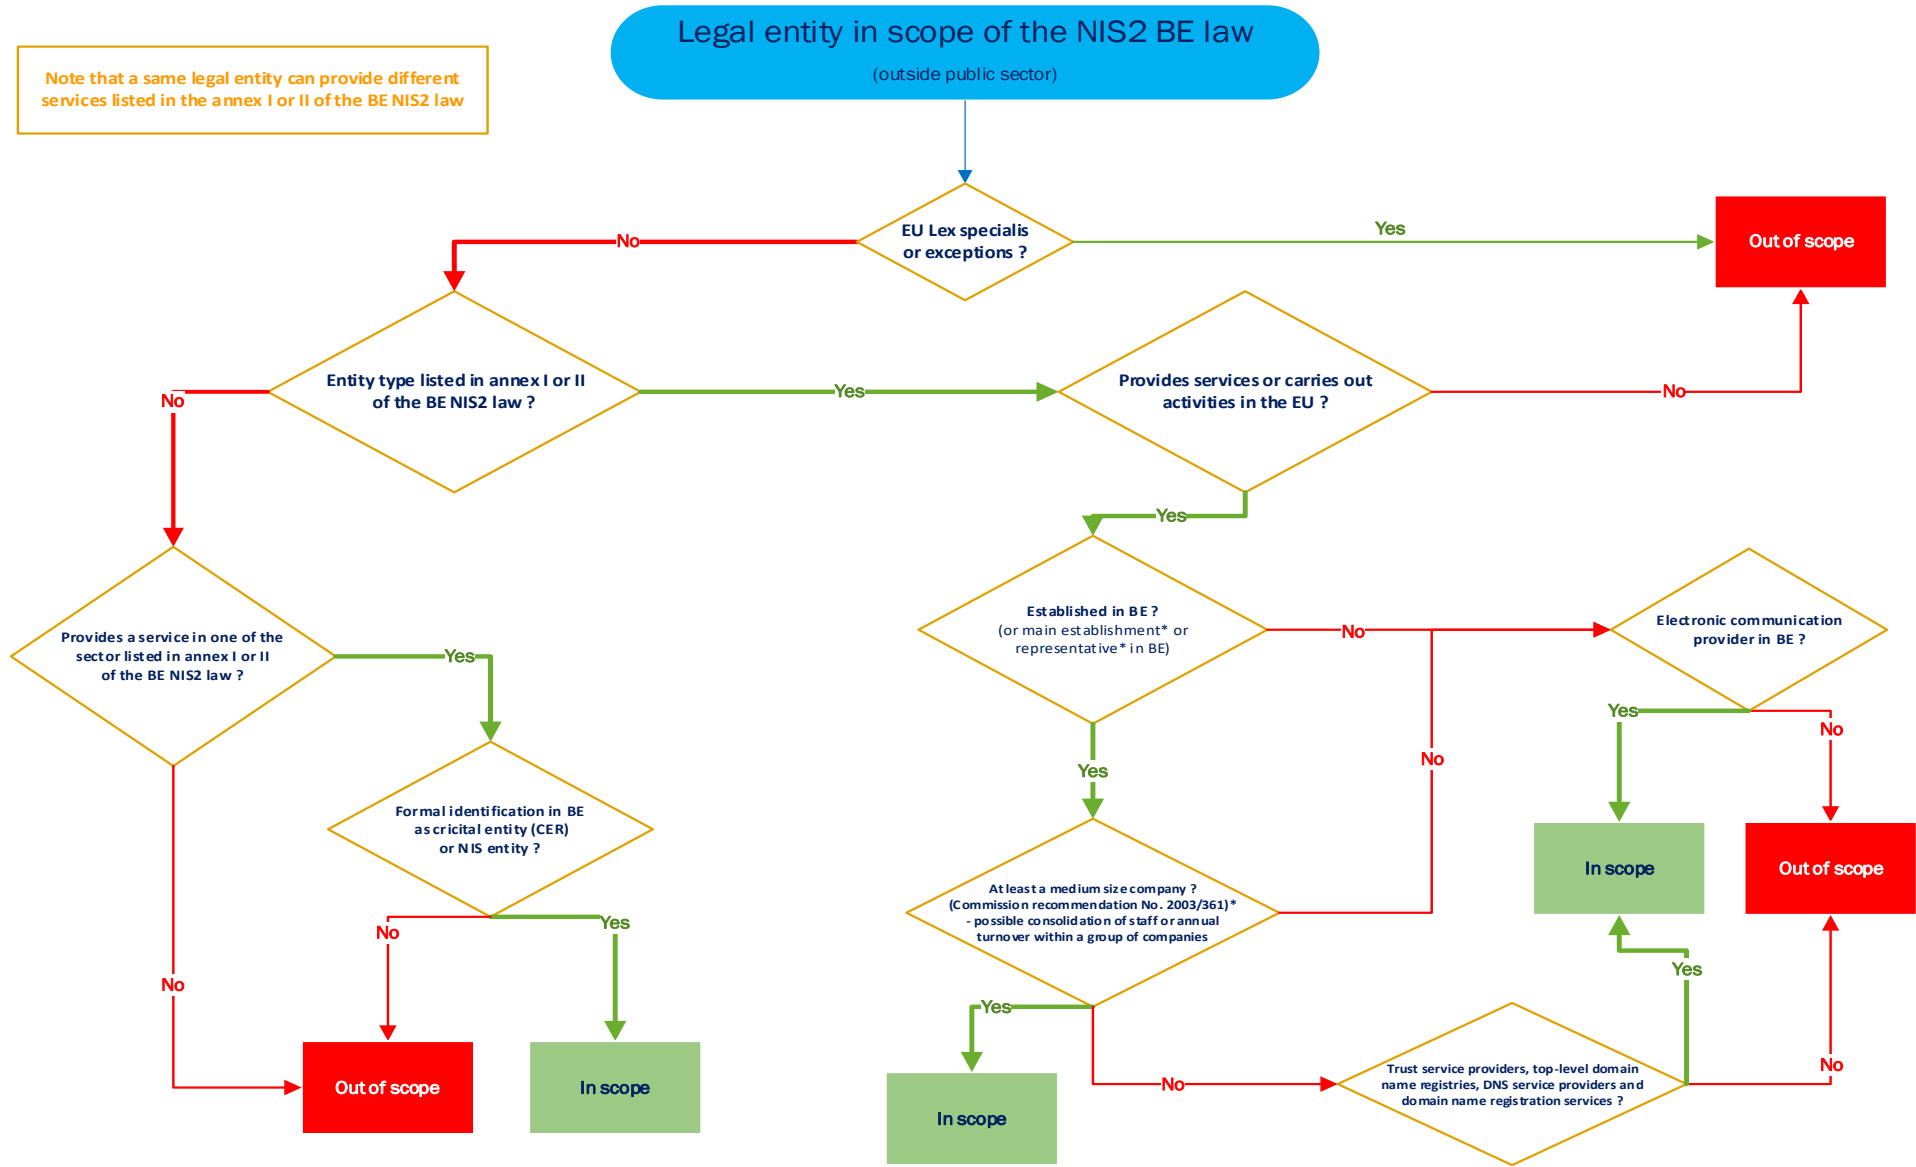 Legal entity in scope of the NIS2 BE law
(outside public sector)
Note that a same legal entity can provide different
services listed in the annex I or II of the BE NIS2 law
EU Lex specialis
or exceptions ?
No
Yes
Out of scope
Entity type listed in annex I or II
of the BE NIS2 law ?
No
Yes
Provides services or carries out
activities in the EU ?
No
Yes
Provides a service in one of the
sector listed in annex I or II
of the BE NIS2 law ?
Yes
No
Established in BE ?
(or main establishment* or
representative* in BE)
No
Yes
Electronic communication
provider in BE ?
Yes
No
Formal identification in BE
as cricital entity (CER)
or NIS entity ?
No
Yes
Out of scope
In scope
At least a medium size company ?
(Commission recommendation No. 2003/361)*
- possible consolidation of staff or annual
turnover within a group of companies
No
Yes
No
In scope
In scope
Out of scope
Trust service providers, top-level domain
name registries, DNS service providers and
domain name registration services ?
Yes
No